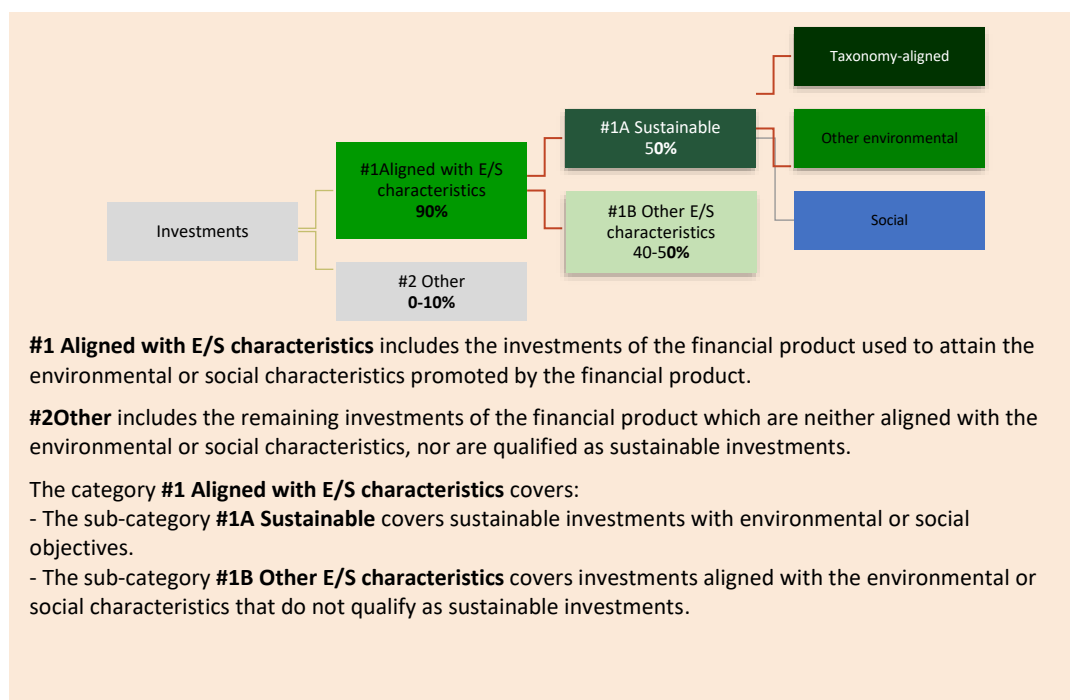 Taxonomy-aligned
#1A Sustainable
50%
Other environmental
#1Aligned with E/S
characteristics
90%
#1B Other E/S
characteristics
40-50%
Social
Investments
#2 Other
0-10%
#1 Aligned with E/S characteristics includes the investments of the financial product used to attain the
environmental or social characteristics promoted by the financial product.
#2Other includes the remaining investments of the financial product which are neither aligned with the
environmental or social characteristics, nor are qualified as sustainable investments.
The category #1 Aligned with E/S characteristics covers:
- The sub-category #1A Sustainable covers sustainable investments with environmental or social
objectives.
- The sub-category #1B Other E/S characteristics covers investments aligned with the environmental or
social characteristics that do not qualify as sustainable investments.